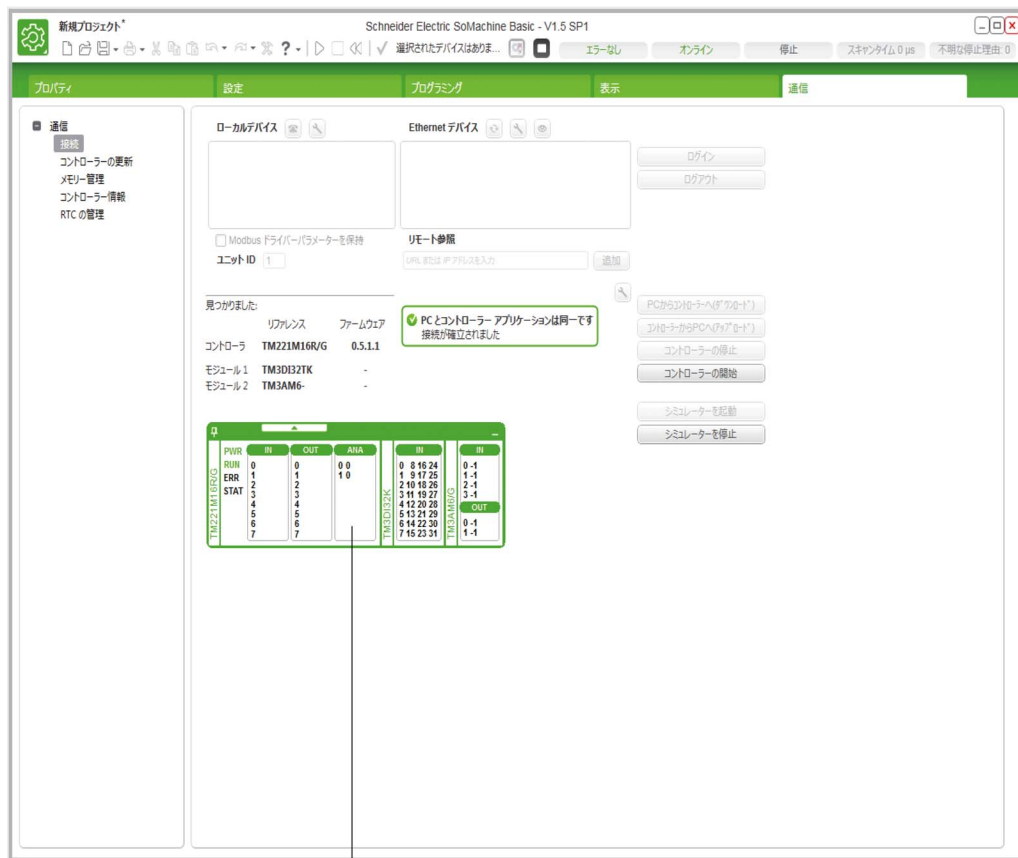 新規プロジェクト*
Schneider Electric SoMachine Basic - V1.5 SP1
選択されたデバイスはありま...
エラーなし
オンライン
停止
スキャンタイム 0 µs
不明な停止理由: 0
プロパティ
設定
プログラミング
表示
通信
通信
接続
コントローラーの更新
メモリー管理
コントローラー情報
RTC の管理
ローカルデバイス
Ethernet デバイス
ログイン
ログアウト
Modbus ドライバーパラメーターを保持
リモート参照
ユニット ID 1
URL または IP アドレスを入力
追加
見つかりました:
リファレンス ファームウェア
コントローラ TM221M16R/G 0.5.1.1
モジュール 1 TM3DI32TK -
モジュール 2 TM3AM6- -
PC とコントローラー アプリケーションは同一です
接続が確立されました
PCからコントローラーへ(ダウンロード)
コントローラーからPCへ(アップロード)
コントローラーの停止
コントローラーの開始
シミュレーターを起動
シミュレーターを停止
TM221M16R/G
PWR
RUN
ERR
STAT
IN
0
1
2
3
4
5
6
7
OUT
0
1
2
3
4
5
6
7
ANA
0 0
1 0
TM3DI32K
IN
0 8 16 24
1 9 17 25
2 10 18 26
3 11 19 27
4 12 20 28
5 13 21 29
6 14 22 30
7 15 23 31
TM3AM6/G
IN
0 -1
1 -1
2 -1
3 -1
OUT
0 -1
1 -1